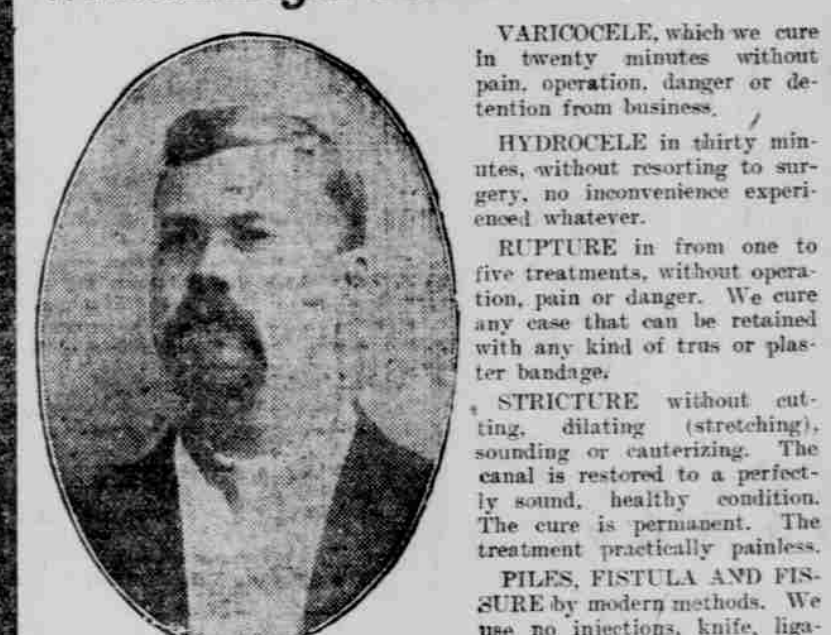 VARICOCELE, which we cure
in twenty minutes without
pain, operation, danger or de-
tention from business.
HYDROCELE in thirty min-
utes, without resorting to sur-
gery, no inconvenience experi-
enced whatever.
RUPTURE in from one to
five treatments, without opera-
tion, pain or danger. We cure
any case that can be retained
with any kind of trus or plas-
ter bandage.
STRICTURE without cut-
ting, dilating (stretching),
sounding or cauterizing. The
canal is restored to a perfect-
ly sound, healthy condition.
The cure is permanent. The
treatment practically painless.
PILES, FISTULA AND FIS-
SURE by modern methods. We
use no injections, knife, liga-